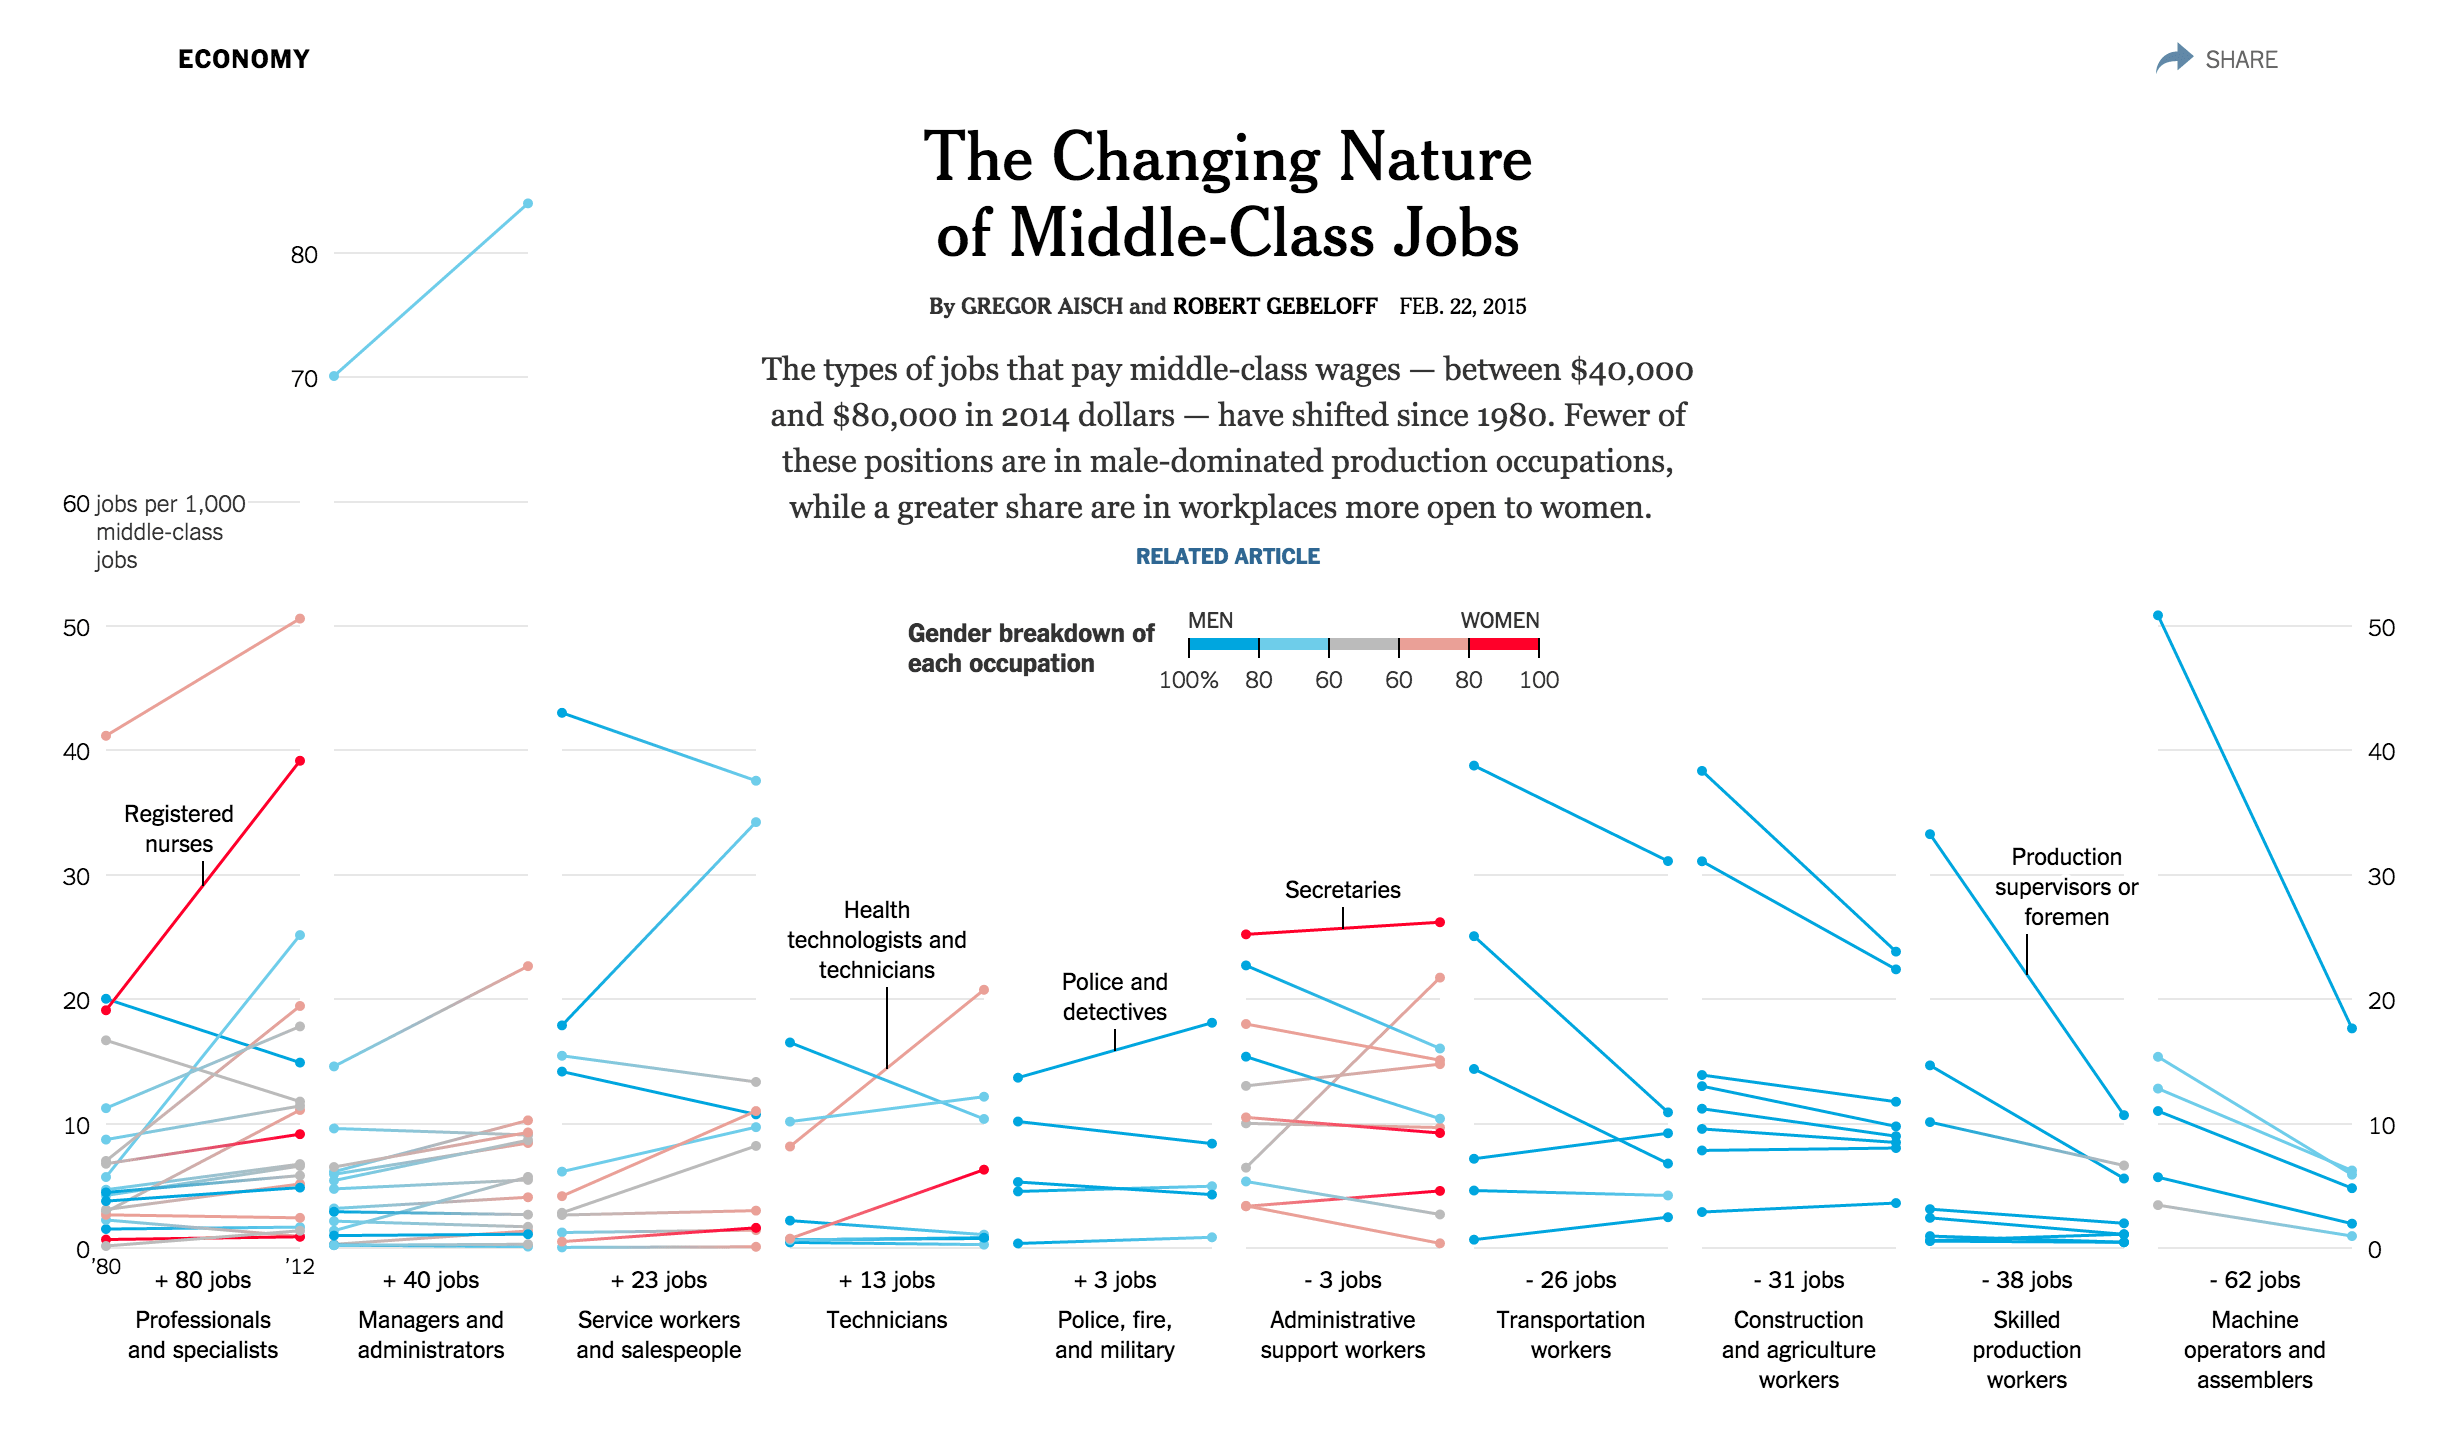 ECONOMY
SHARE
The Changing Nature
of Middle-Class Jobs
By GREGOR AISCH and ROBERT GEBELOFF FEB. 22, 2015
The types of jobs that pay middle-class wages — between $40,000
and $80,000 in 2014 dollars — have shifted since 1980. Fewer of
these positions are in male-dominated production occupations,
while a greater share are in workplaces more open to women.
RELATED ARTICLE
Gender breakdown of
each occupation
MEN WOMEN
100% 80 60 60 80 100
80
70
60 jobs per 1,000
middle-class
jobs
50
40
30
20
10
0
’80 ’12
Registered
nurses
Health
technologists and
technicians
Police and
detectives
Secretaries
Production
supervisors or
foremen
50
40
30
20
10
0
+ 80 jobs
Professionals
and specialists
+ 40 jobs
Managers and
administrators
+ 23 jobs
Service workers
and salespeople
+ 13 jobs
Technicians
+ 3 jobs
Police, fire,
and military
- 3 jobs
Administrative
support workers
- 26 jobs
Transportation
workers
- 31 jobs
Construction
and agriculture
workers
- 38 jobs
Skilled
production
workers
- 62 jobs
Machine
operators and
assemblers